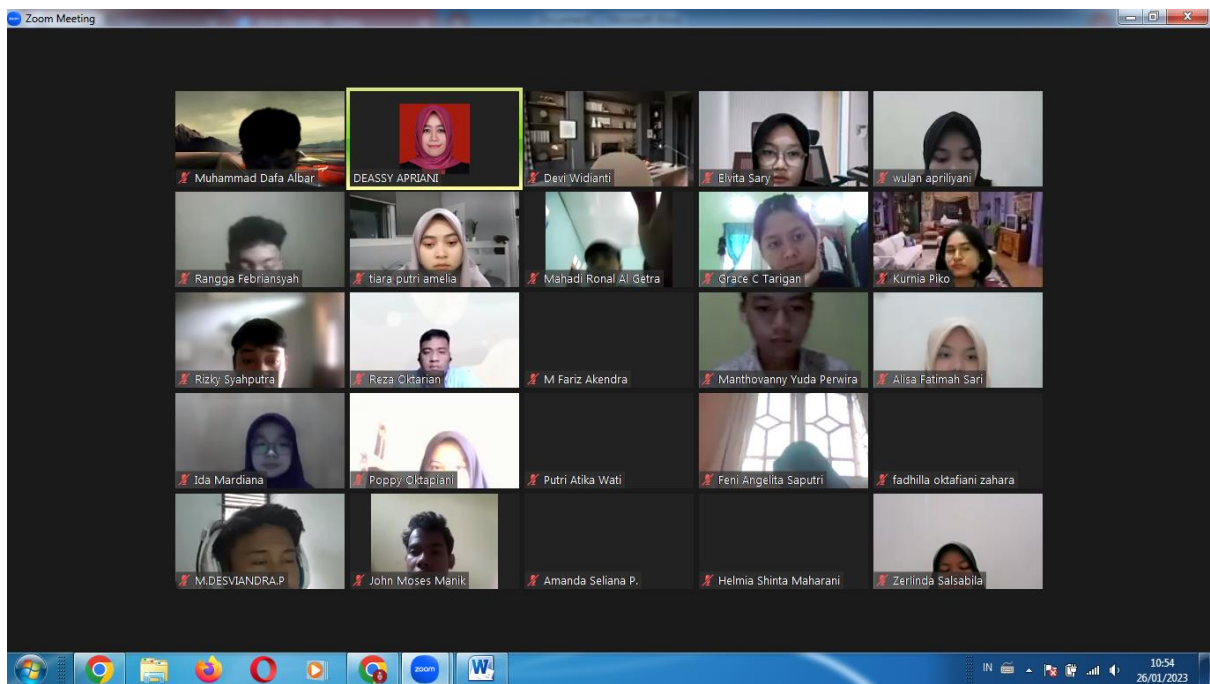 Zoom Meeting
Muhammad Dafa Albar
DEASSY APRIANI
Devi Widianti
Elvita Sary
wulan apriliyani
Rangga Febriansyah
tiara putri amelia
Mahadi Ronal Al Getra
Grace C Tarigan
Kurnia Piko
Rizky Syahputra
Reza Oktarian
M Fariz Akendra
Manthovanny Yuda Perwira
Alisa Fatimah Sari
Ida Mardiana
Poppy Oktapiani
Putri Atika Wati
Feni Angelita Saputri
fadhilla oktafiani zahara
M.DESVIANDRA.P
John Moses Manik
Amanda Seliana P.
Helmia Shinta Maharani
Zerlinda Salsabila
zoom
W
IN
10:54
26/01/2023